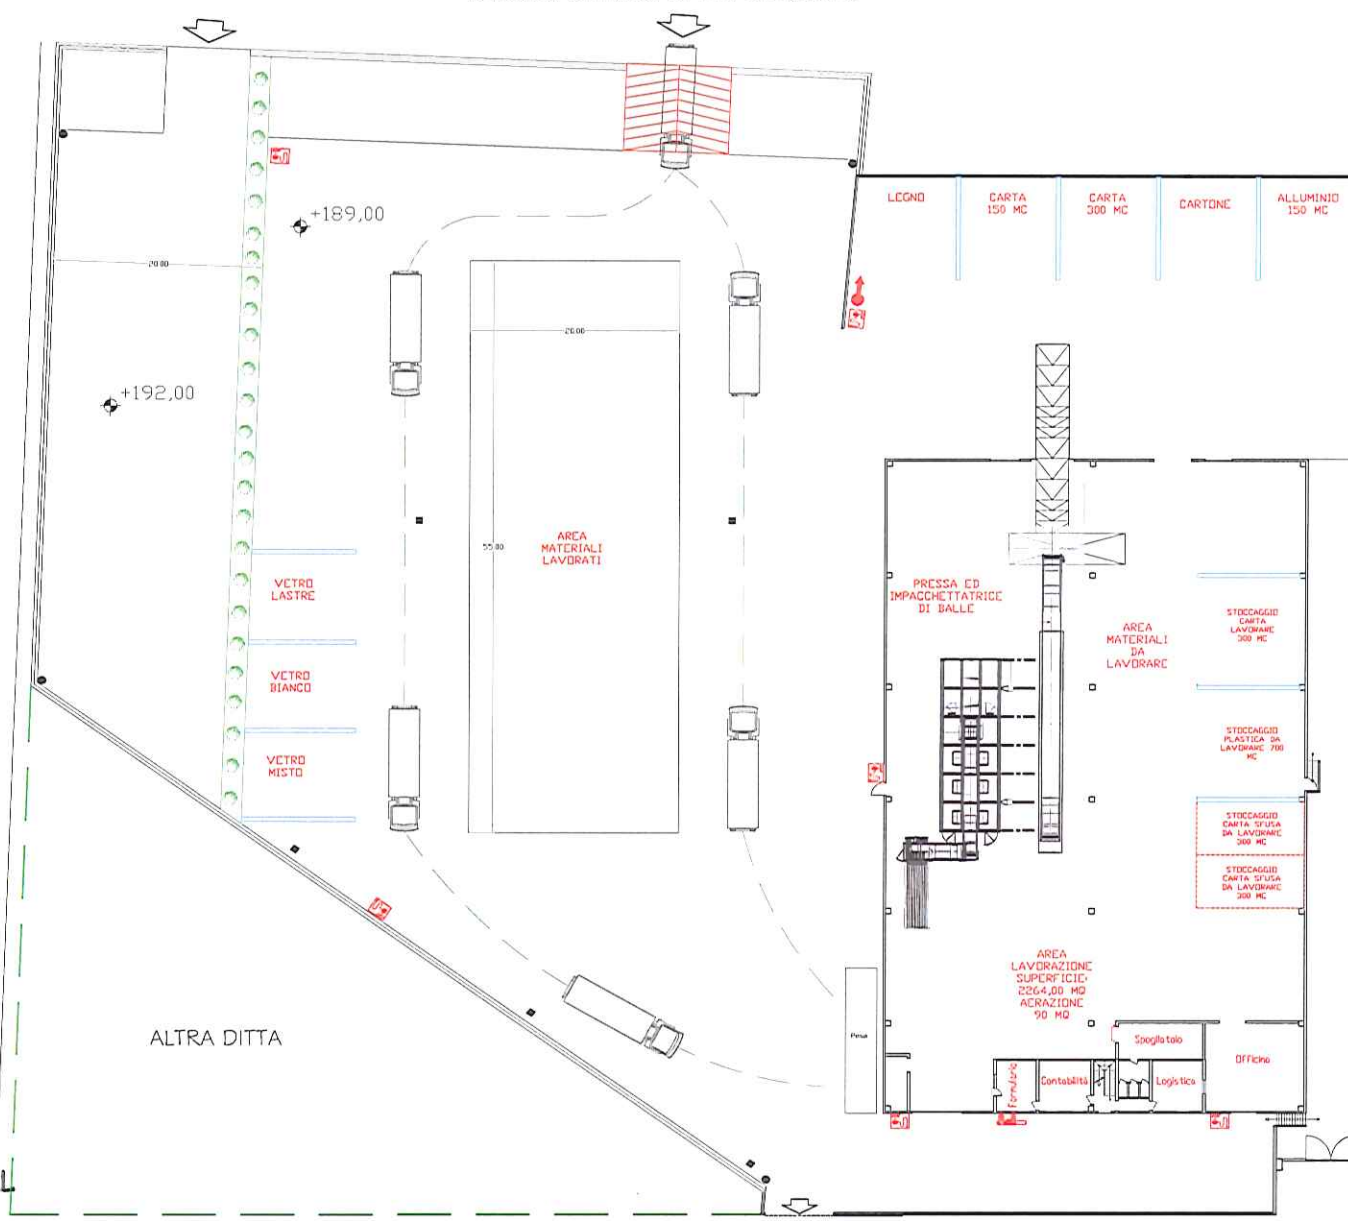 LEGNO
CARTA
150 MC
CARTA
300 MC
CARTONE
ALLUMINIO
150 MC
+189,00
20.00
20.00
+192,00
55.00
AREA
MATERIALI
LAVORATI
VETRO
LASTRE
VETRO
BIANCO
VETRO
MISTO
PRESSA ED
IMPACCHETTATRICE
DI BALLE
AREA
MATERIALI
DA
LAVORARE
STOCCAGGIO
CARTA
LAVORARE
300 MC
STOCCAGGIO
PLASTICA DA
LAVORARE 700
MC
STOCCAGGIO
CARTA SFUSA
DA LAVORARE
300 MC
STOCCAGGIO
CARTA SFUSA
DA LAVORARE
300 MC
AREA
LAVORAZIONE
SUPERFICIE:
2264,00 MQ
AERAZIONE
90 MQ
Pesa
Spogliatoio
Officina
Formulario
Contabilità
Logistica
ALTRA DITTA